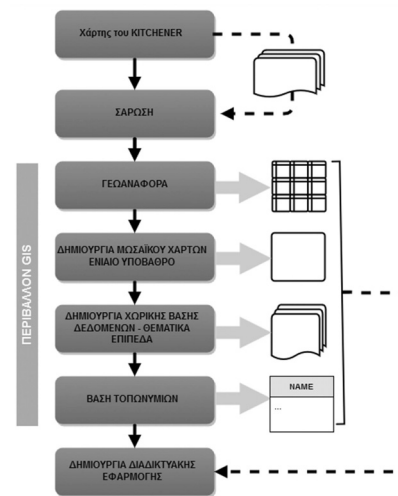 Χάρτης του KITCHENER
ΣΑΡΩΣΗ
ΓΕΩΑΝΑΦΟΡΑ
ΔΗΜΙΟΥΡΓΙΑ ΜΩΣΑΪΚΟΥ ΧΑΡΤΩΝ
ΕΝΙΑΙΟ ΥΠΟΒΑΘΡΟ
ΔΗΜΙΟΥΡΓΙΑ ΧΩΡΙΚΗΣ ΒΑΣΗΣ
ΔΕΔΟΜΕΝΩΝ - ΘΕΜΑΤΙΚΑ
ΕΠΙΠΕΔΑ
ΒΑΣΗ ΤΟΠΩΝΥΜΙΩΝ
NAME
...
ΔΗΜΙΟΥΡΓΙΑ ΔΙΑΔΙΚΤΥΑΚΗΣ
ΕΦΑΡΜΟΓΗΣ
ΠΕΡΙΒΑΛΛΟΝ GIS